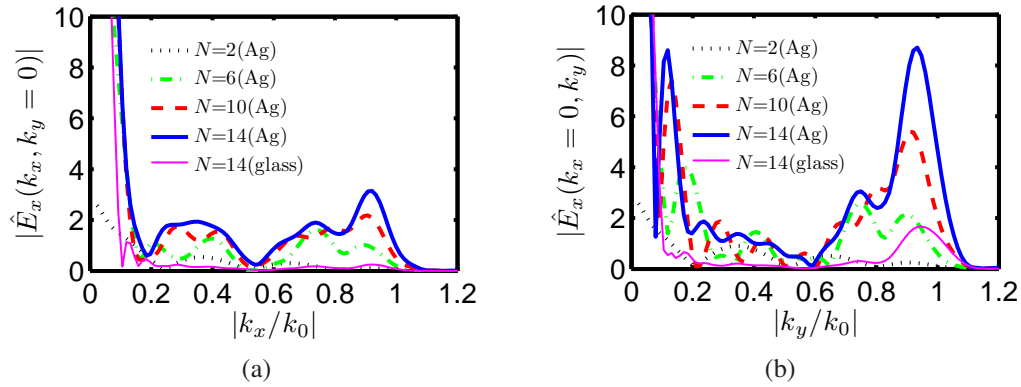 10
8
6
4
2
0
|Ê_x(k_x, k_y = 0)|
N=2(Ag)
N=6(Ag)
N=10(Ag)
N=14(Ag)
N=14(glass)
0 0.2 0.4 0.6 0.8 1 1.2
|k_x/k_0|
(a)
10
8
6
4
2
0
|Ê_x(k_x = 0, k_y)|
N=2(Ag)
N=6(Ag)
N=10(Ag)
N=14(Ag)
N=14(glass)
0 0.2 0.4 0.6 0.8 1 1.2
|k_y/k_0|
(b)